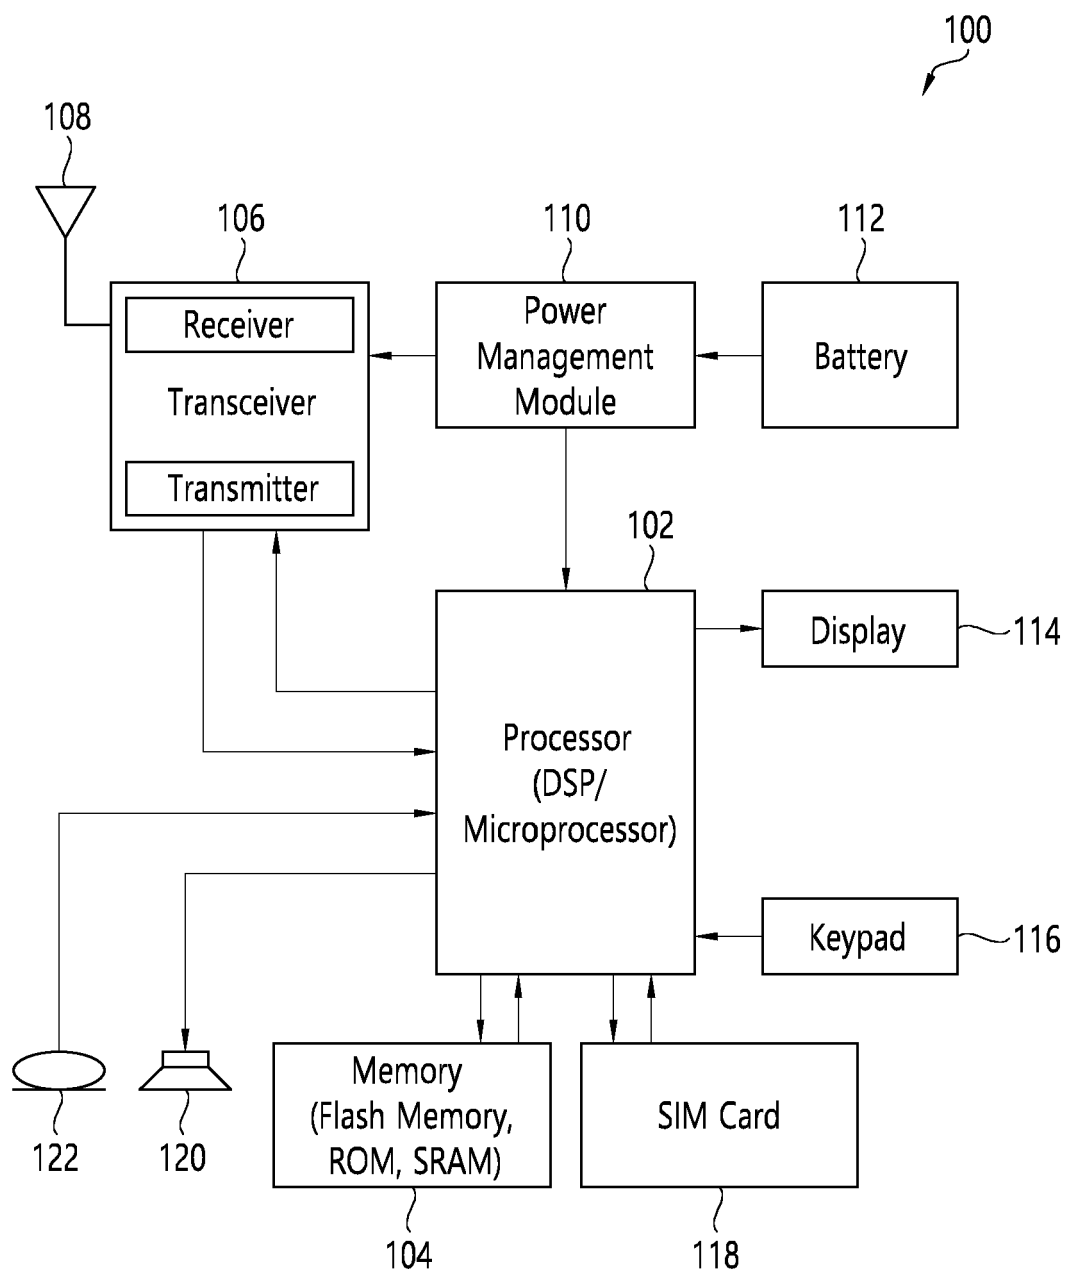 100
108
106
110
112
Receiver
Transceiver
Transmitter
Power
Management
Module
Battery
102
Display
114
Processor
(DSP/
Microprocessor)
Keypad
116
122
120
Memory
(Flash Memory,
ROM, SRAM)
SIM Card
104
118